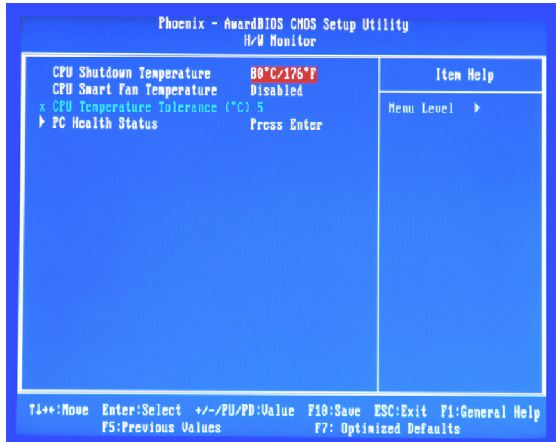 Phoenix - AwardBIOS CMOS Setup Utility
H/W Monitor
CPU Shutdown Temperature 80°C/176°F
CPU Smart Fan Temperature Disabled
x CPU Temperature Tolerance (°C) 5
▶ PC Health Status Press Enter
Item Help
Menu Level ▶
↑↓→←:Move Enter:Select +/-/PU/PD:Value F10:Save ESC:Exit F1:General Help
F5:Previous Values F7: Optimized Defaults